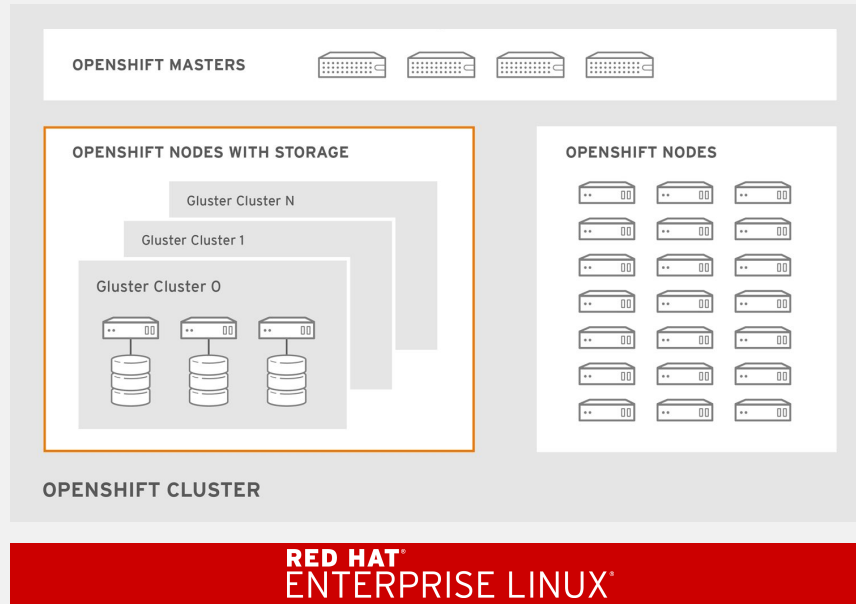 OPENSHIFT MASTERS
OPENSHIFT NODES WITH STORAGE
Gluster Cluster N
Gluster Cluster 1
Gluster Cluster 0
OPENSHIFT NODES
OPENSHIFT CLUSTER
RED HAT®
ENTERPRISE LINUX®